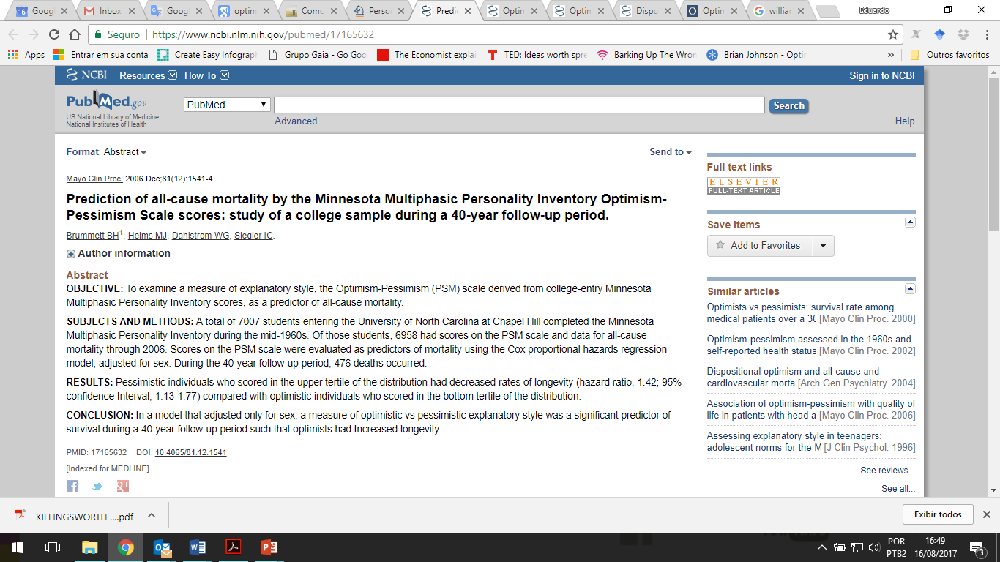 16 Googl
Inbox
Googl
optim
Como
Perso
Predic
Optin
Optin
Dispo
Optin
willian
Eduardo
Seguro https://www.ncbi.nlm.nih.gov/pubmed/17165632
Apps
Entrar em sua conta
Create Easy Infograph
Grupo Gaia - Go Goo
The Economist explai
TED: Ideas worth spre
Barking Up The Wron
Brian Johnson - Optin
»
Outros favoritos
NCBI Resources How To Sign in to NCBI
PubMed.gov
US National Library of Medicine
National Institutes of Health
PubMed
Search
Advanced
Help
Format: Abstract
Send to
Mayo Clin Proc. 2006 Dec;81(12):1541-4.
Prediction of all-cause mortality by the Minnesota Multiphasic Personality Inventory Optimism-
Pessimism Scale scores: study of a college sample during a 40-year follow-up period.
Brummett BH1, Helms MJ, Dahlstrom WG, Siegler IC.
Author information
Abstract
OBJECTIVE: To examine a measure of explanatory style, the Optimism-Pessimism (PSM) scale derived from college-entry Minnesota
Multiphasic Personality Inventory scores, as a predictor of all-cause mortality.
SUBJECTS AND METHODS: A total of 7007 students entering the University of North Carolina at Chapel Hill completed the Minnesota
Multiphasic Personality Inventory during the mid-1960s. Of those students, 6958 had scores on the PSM scale and data for all-cause
mortality through 2006. Scores on the PSM scale were evaluated as predictors of mortality using the Cox proportional hazards regression
model, adjusted for sex. During the 40-year follow-up period, 476 deaths occurred.
RESULTS: Pessimistic individuals who scored in the upper tertile of the distribution had decreased rates of longevity (hazard ratio, 1.42; 95%
confidence Interval, 1.13-1.77) compared with optimistic individuals who scored in the bottom tertile of the distribution.
CONCLUSION: In a model that adjusted only for sex, a measure of optimistic vs pessimistic explanatory style was a significant predictor of
survival during a 40-year follow-up period such that optimists had Increased longevity.
PMID: 17165632 DOI: 10.4065/81.12.1541
[Indexed for MEDLINE]
Full text links
ELSEVIER
FULL-TEXT ARTICLE
Save items
Add to Favorites
Similar articles
Optimists vs pessimists: survival rate among
medical patients over a 30 [Mayo Clin Proc. 2000]
Optimism-pessimism assessed in the 1960s and
self-reported health status [Mayo Clin Proc. 2002]
Dispositional optimism and all-cause and
cardiovascular morta [Arch Gen Psychiatry. 2004]
Association of optimism-pessimism with quality of
life in patients with head a [Mayo Clin Proc. 2006]
Assessing explanatory style in teenagers:
adolescent norms for the M [J Clin Psychol. 1996]
See reviews...
See all...
KILLINGSWORTH ....pdf
Exibir todos
POR
PTB2
16:49
16/08/2017
3